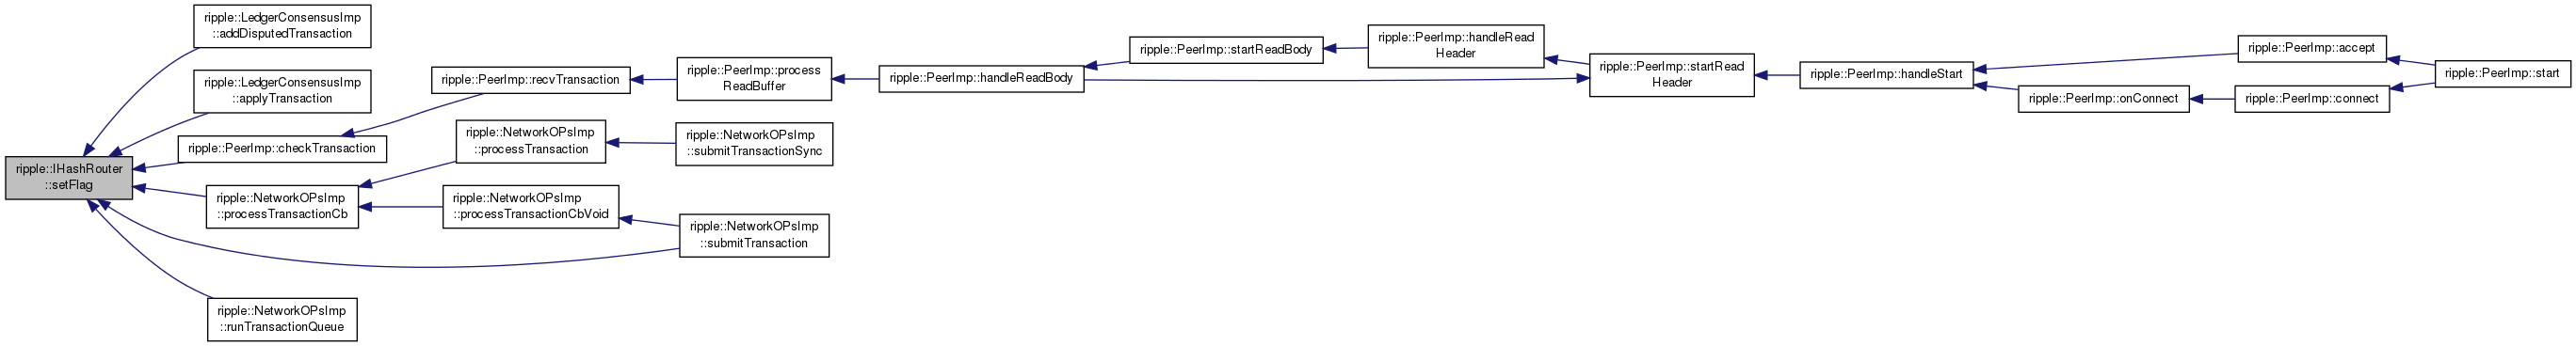 ripple::IHashRouter
::setFlag
ripple::LedgerConsensusImp
::addDisputedTransaction
ripple::LedgerConsensusImp
::applyTransaction
ripple::PeerImp::checkTransaction
ripple::NetworkOPsImp
::processTransactionCb
ripple::NetworkOPsImp
::runTransactionQueue
ripple::PeerImp::recvTransaction
ripple::NetworkOPsImp
::processTransaction
ripple::NetworkOPsImp
::processTransactionCbVoid
ripple::PeerImp::process
ReadBuffer
ripple::NetworkOPsImp
::submitTransactionSync
ripple::NetworkOPsImp
::submitTransaction
ripple::PeerImp::handleReadBody
ripple::PeerImp::startReadBody
ripple::PeerImp::handleRead
Header
ripple::PeerImp::startRead
Header
ripple::PeerImp::handleStart
ripple::PeerImp::accept
ripple::PeerImp::onConnect
ripple::PeerImp::connect
ripple::PeerImp::start